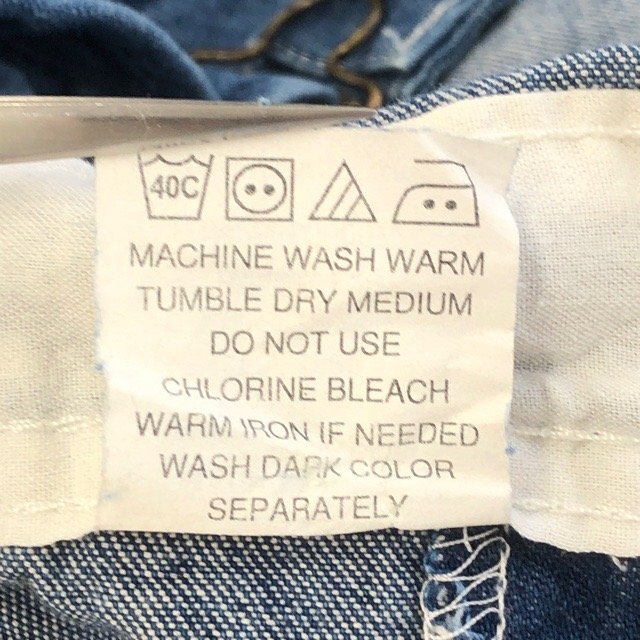 40C
MACHINE WASH WARM
TUMBLE DRY MEDIUM
DO NOT USE
CHLORINE BLEACH
WARM IRON IF NEEDED
WASH DARK COLOR
SEPARATELY